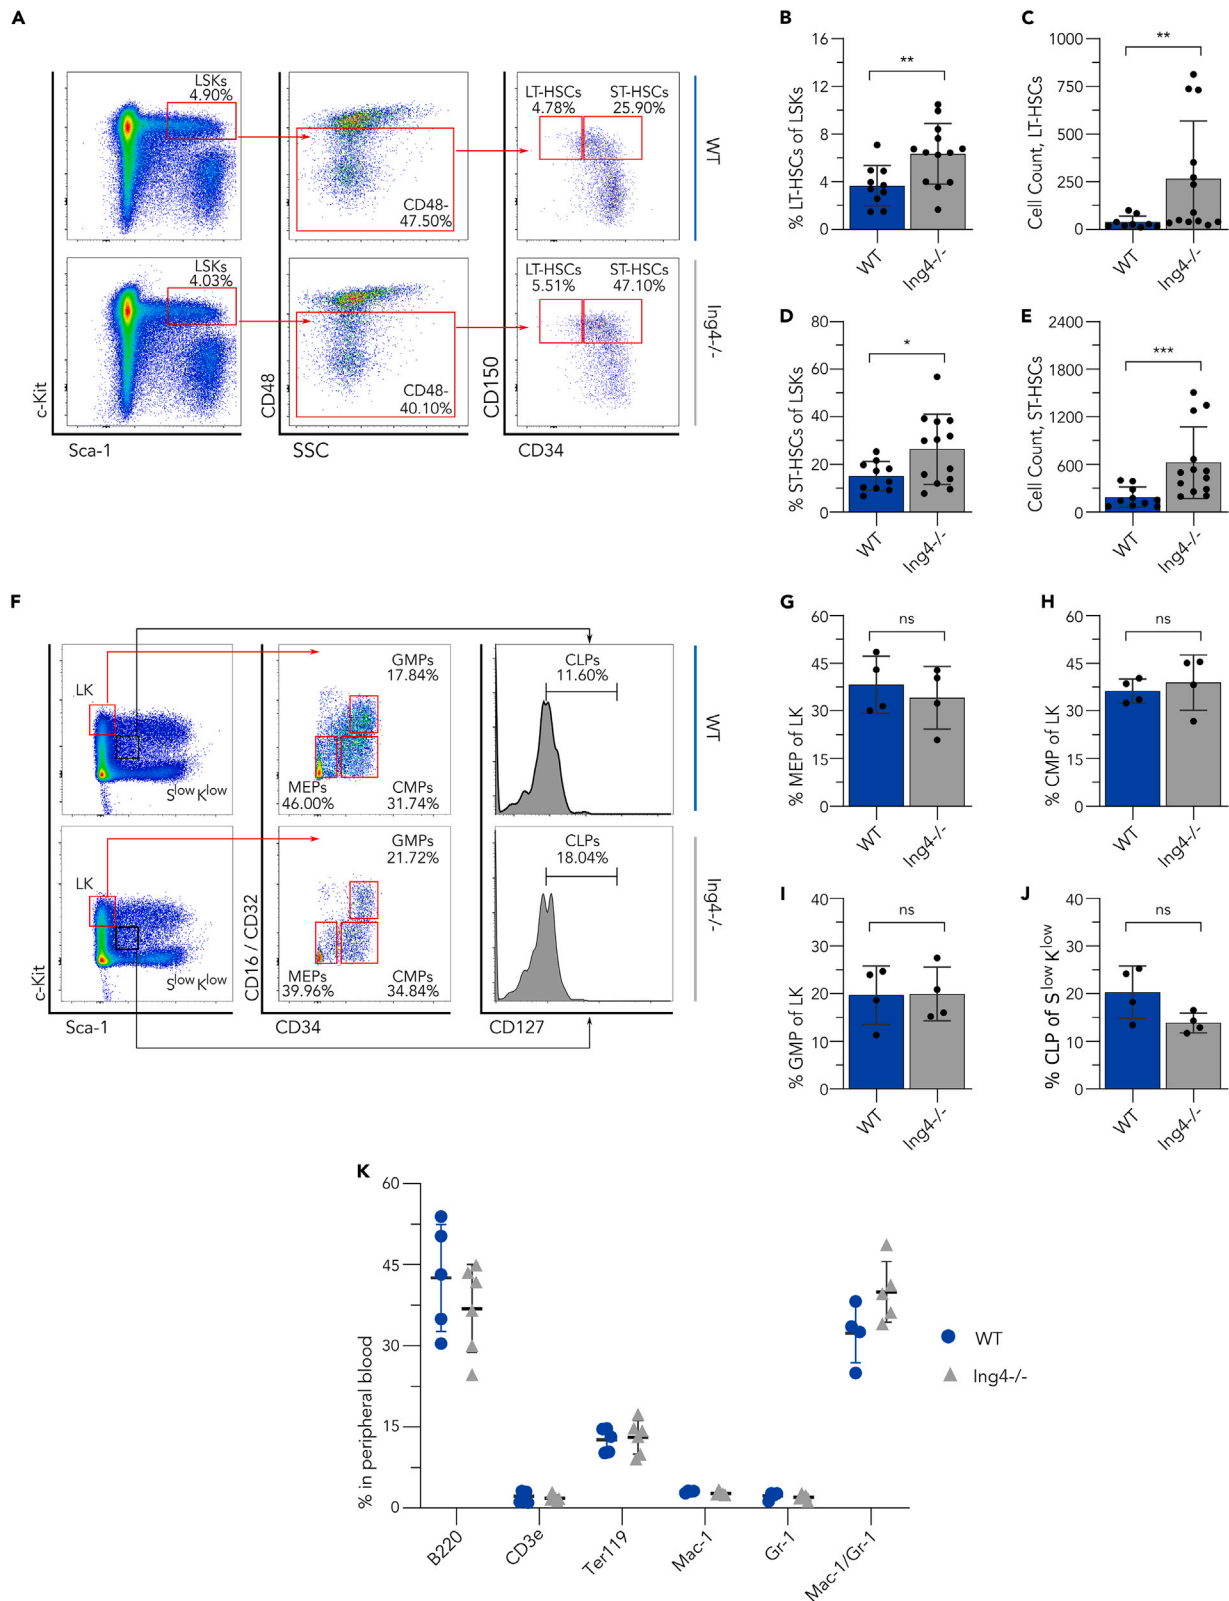 A
LSKs
4.90%
LT-HSCs
4.78%
ST-HSCs
25.90%
CD48-
47.50%
WT
LSKs
4.03%
LT-HSCs
5.51%
ST-HSCs
47.10%
CD48-
40.10%
Ing4-/-
c-Kit
Sca-1
CD48
SSC
CD150
CD34
B
16
12
8
4
0
% LT-HSCs of LSKs
**
WT
Ing4-/-
C
1000
750
500
250
0
Cell Count, LT-HSCs
**
WT
Ing4-/-
D
80
60
40
20
0
% ST-HSCs of LSKs
*
WT
Ing4-/-
E
2400
1800
1200
600
0
Cell Count, ST-HSCs
***
WT
Ing4-/-
F
LK
SlowKlow
GMPs
17.84%
MEPs
46.00%
CMPs
31.74%
CLPs
11.60%
WT
LK
SlowKlow
GMPs
21.72%
MEPs
39.96%
CMPs
34.84%
CLPs
18.04%
Ing4-/-
c-Kit
Sca-1
CD16 / CD32
CD34
CD127
G
60
45
30
15
0
% MEP of LK
ns
WT
Ing4-/-
H
60
45
30
15
0
% CMP of LK
ns
WT
Ing4-/-
I
40
30
20
10
0
% GMP of LK
ns
WT
Ing4-/-
J
40
30
20
10
0
% CLP of SlowKlow
ns
WT
Ing4-/-
K
60
45
30
15
0
% in peripheral blood
B220
CD3e
Ter119
Mac-1
Gr-1
Mac-1/Gr-1
WT
Ing4-/-